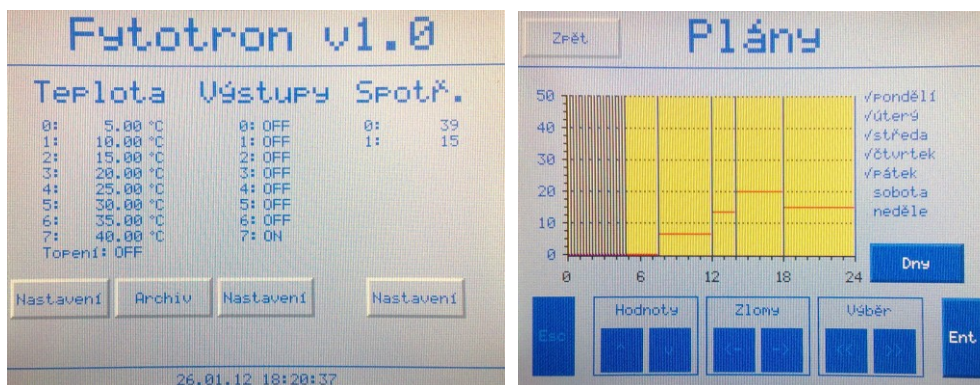 Fytotron v1.0
Teplota Výstupy Spotř.
0: 5.00 °C 0: OFF 0: 39
1: 10.00 °C 1: OFF 1: 15
2: 15.00 °C 2: OFF
3: 20.00 °C 3: OFF
4: 25.00 °C 4: OFF
5: 30.00 °C 5: OFF
6: 35.00 °C 6: OFF
7: 40.00 °C 7: ON
Topení: OFF
Nastavení Archiv Nastavení Nastavení
26.01.12 18:20:37
Zpět Plány
50
40
30
20
10
0
0 6 12 18 24
√pondělí
√úterý
√středa
√čtvrtek
√pátek
sobota
neděle
Dny
Hodnoty Zlomy Výběr
Esc ^ v <- -> << >> Ent